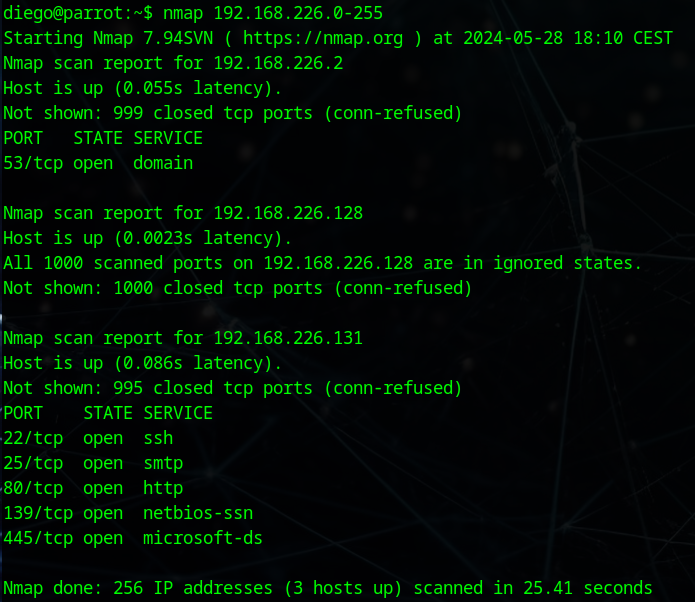 diego@parrot:~$ nmap 192.168.226.0-255
Starting Nmap 7.94SVN ( https://nmap.org ) at 2024-05-28 18:10 CEST
Nmap scan report for 192.168.226.2
Host is up (0.055s latency).
Not shown: 999 closed tcp ports (conn-refused)
PORT   STATE SERVICE
53/tcp open  domain

Nmap scan report for 192.168.226.128
Host is up (0.0023s latency).
All 1000 scanned ports on 192.168.226.128 are in ignored states.
Not shown: 1000 closed tcp ports (conn-refused)

Nmap scan report for 192.168.226.131
Host is up (0.086s latency).
Not shown: 995 closed tcp ports (conn-refused)
PORT    STATE SERVICE
22/tcp  open  ssh
25/tcp  open  smtp
80/tcp  open  http
139/tcp open  netbios-ssn
445/tcp open  microsoft-ds

Nmap done: 256 IP addresses (3 hosts up) scanned in 25.41 seconds